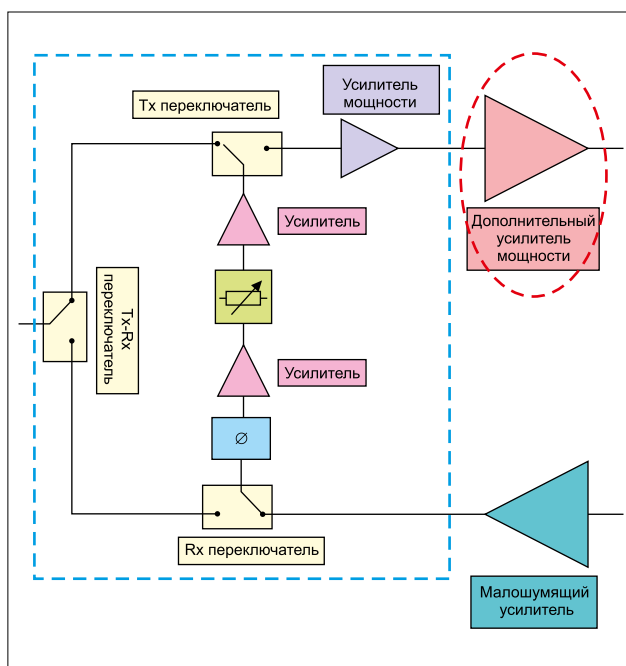 Усилитель
мощности
Tx переключатель
Дополнительный
усилитель
мощности
Усилитель
Tx-Rx
переключатель
Усилитель
∅
Rx переключатель
Малошумящий
усилитель